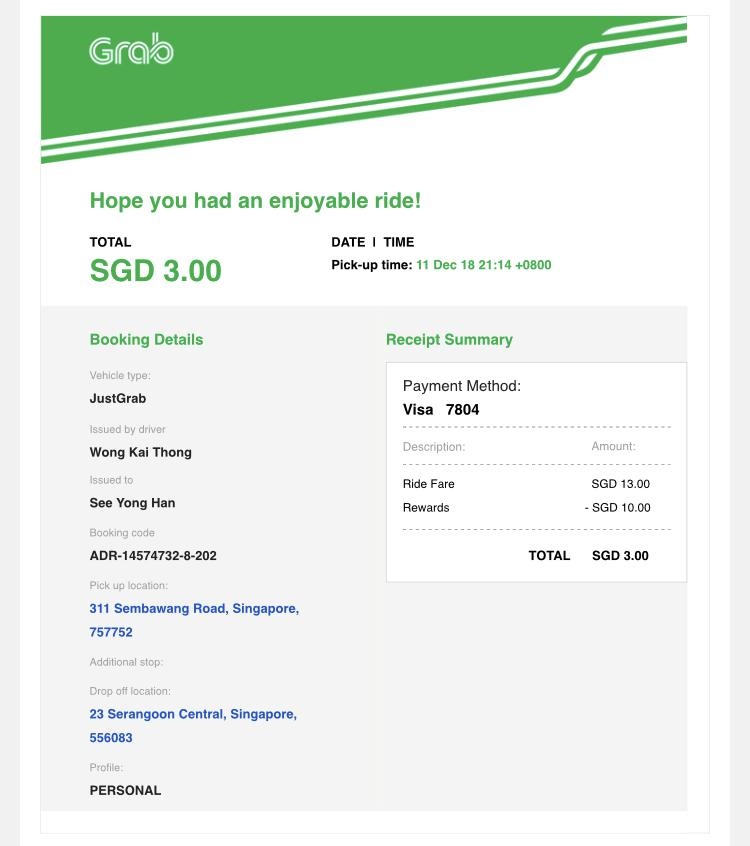 Grab
Hope you had an enjoyable ride!
TOTAL
SGD 3.00
DATE | TIME
Pick-up time: 11 Dec 18 21:14 +0800
Booking Details
Vehicle type:
JustGrab
Issued by driver
Wong Kai Thong
Issued to
See Yong Han
Booking code
ADR-14574732-8-202
Pick up location:
311 Sembawang Road, Singapore,
757752
Additional stop:
Drop off location:
23 Serangoon Central, Singapore,
556083
Profile:
PERSONAL
Receipt Summary
Payment Method:
Visa 7804
Description: Amount:
Ride Fare SGD 13.00
Rewards - SGD 10.00
TOTAL SGD 3.00